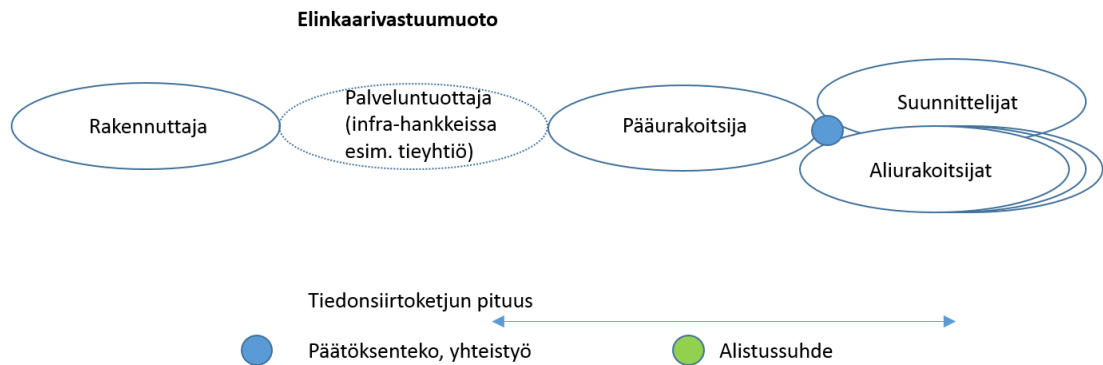 Elinkaarivastuumuoto
Rakennuttaja
Palveluntuottaja
(infra-hankkeissa
esim. tieyhtiö)
Pääurakoitsija
Suunnittelijat
Aliurakoitsijat
Tiedonsiirtoketjun pituus
Päätöksenteko, yhteistyö
Alistussuhde